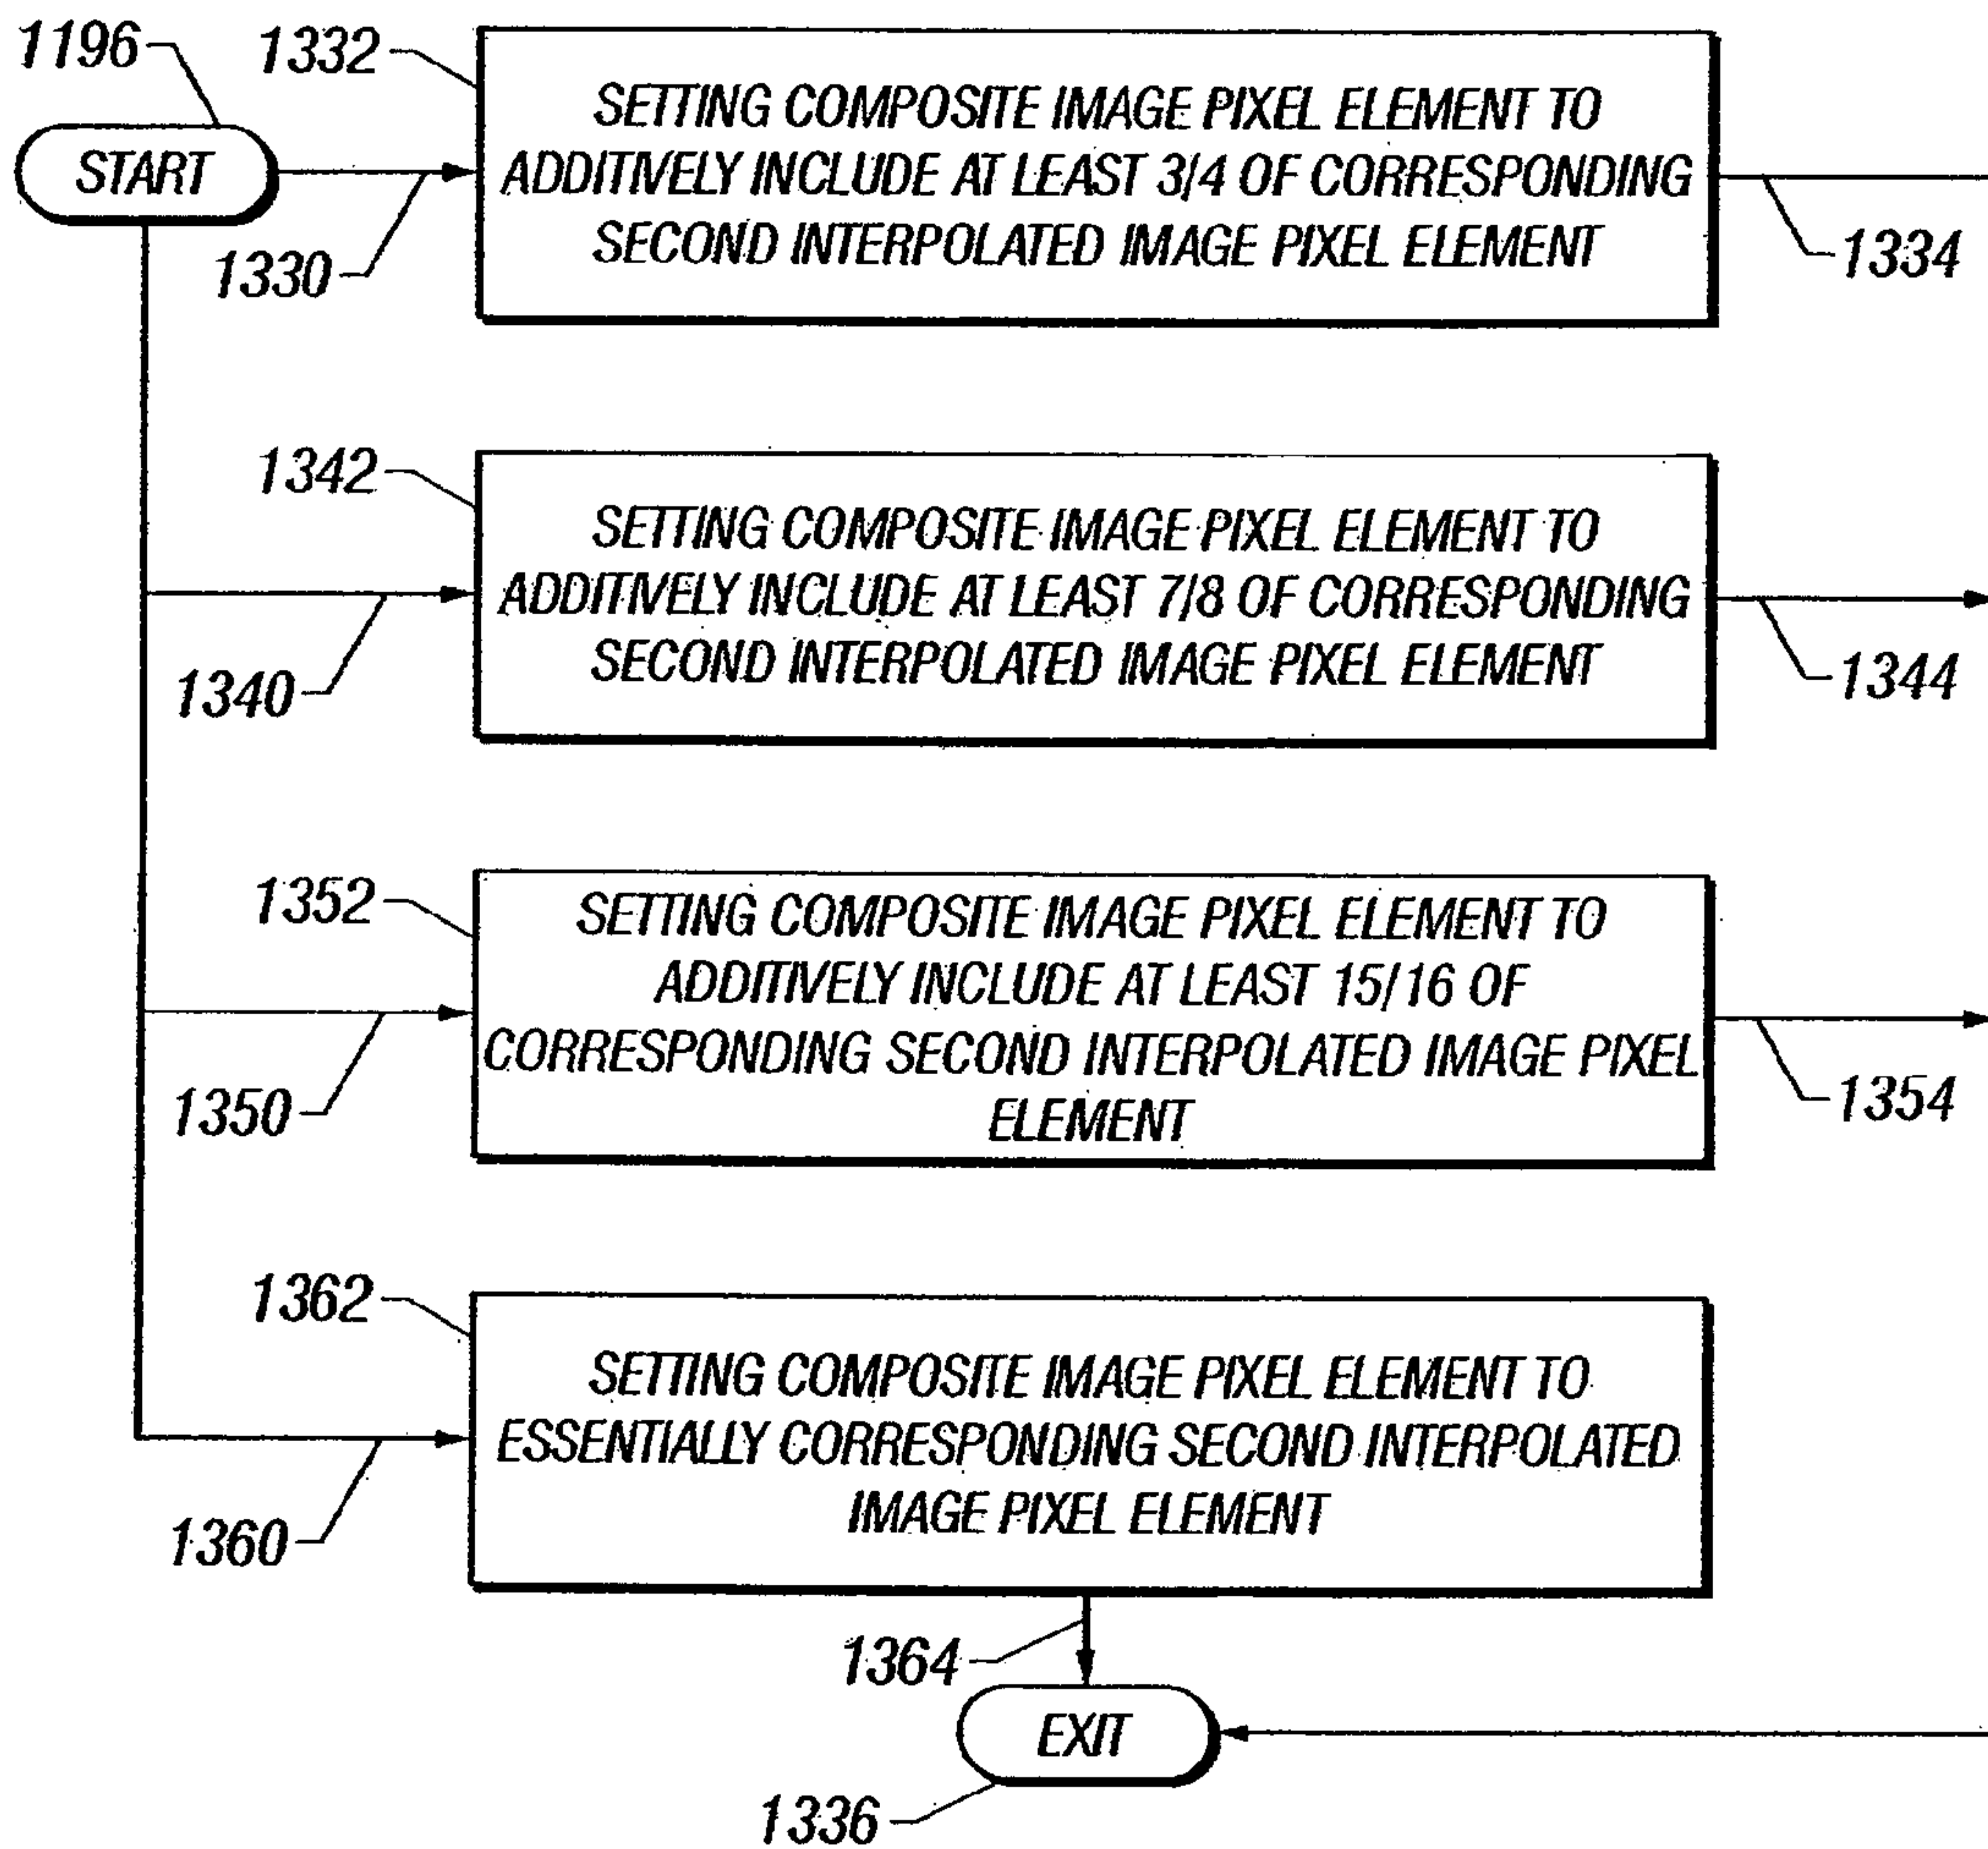 1196
1332
START
SETTING COMPOSITE IMAGE PIXEL ELEMENT TO
ADDITIVELY INCLUDE AT LEAST 3/4 OF CORRESPONDING
SECOND INTERPOLATED IMAGE PIXEL ELEMENT
1330
1334
1342
SETTING COMPOSITE IMAGE PIXEL ELEMENT TO
ADDITIVELY INCLUDE AT LEAST 7/8 OF CORRESPONDING
SECOND INTERPOLATED IMAGE PIXEL ELEMENT
1340
1344
1352
SETTING COMPOSITE IMAGE PIXEL ELEMENT TO
ADDITIVELY INCLUDE AT LEAST 15/16 OF
CORRESPONDING SECOND INTERPOLATED IMAGE PIXEL
ELEMENT
1350
1354
1362
SETTING COMPOSITE IMAGE PIXEL ELEMENT TO
ESSENTIALLY CORRESPONDING SECOND INTERPOLATED
IMAGE PIXEL ELEMENT
1360
1364
EXIT
1336